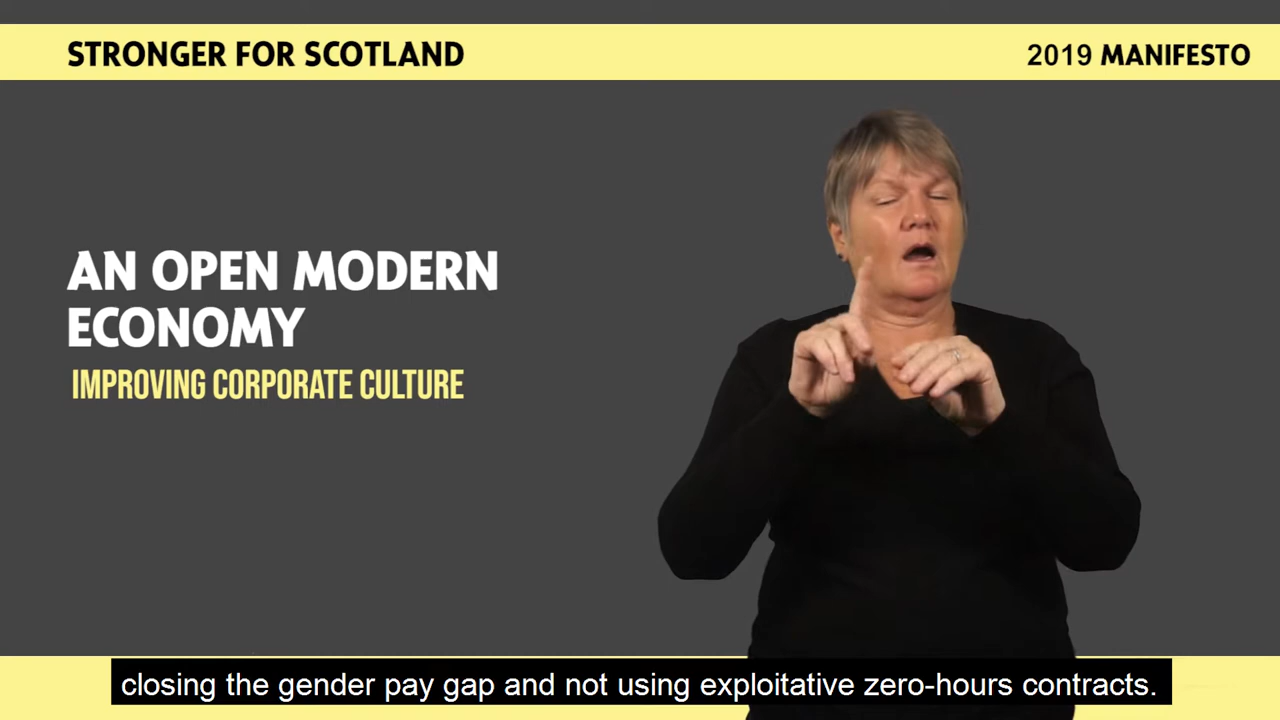 STRONGER FOR SCOTLAND
2019 MANIFESTO
AN OPEN MODERN
ECONOMY
IMPROVING CORPORATE CULTURE
closing the gender pay gap and not using exploitative zero-hours contracts.